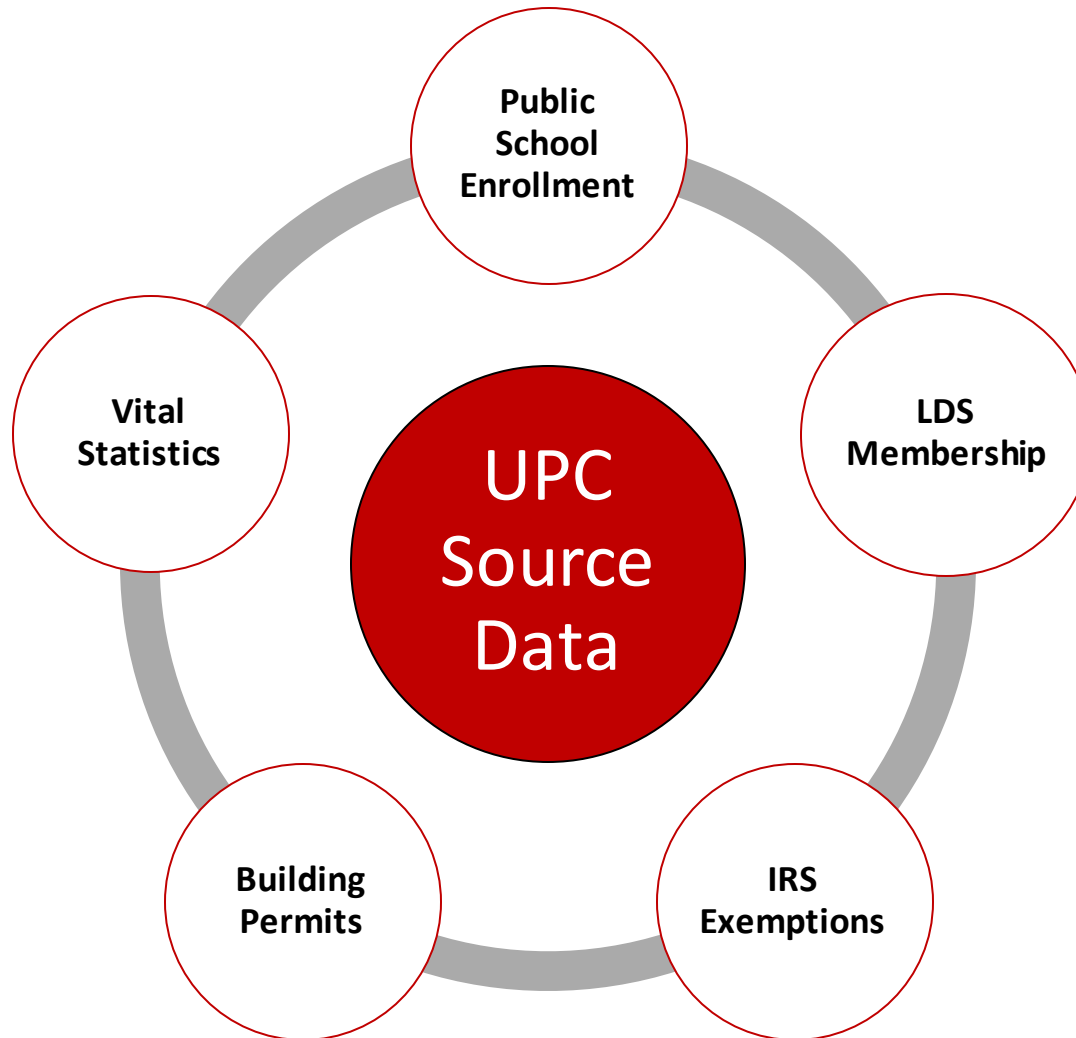 Public
School
Enrollment
LDS
Membership
IRS
Exemptions
Building
Permits
Vital
Statistics
UPC
Source
Data